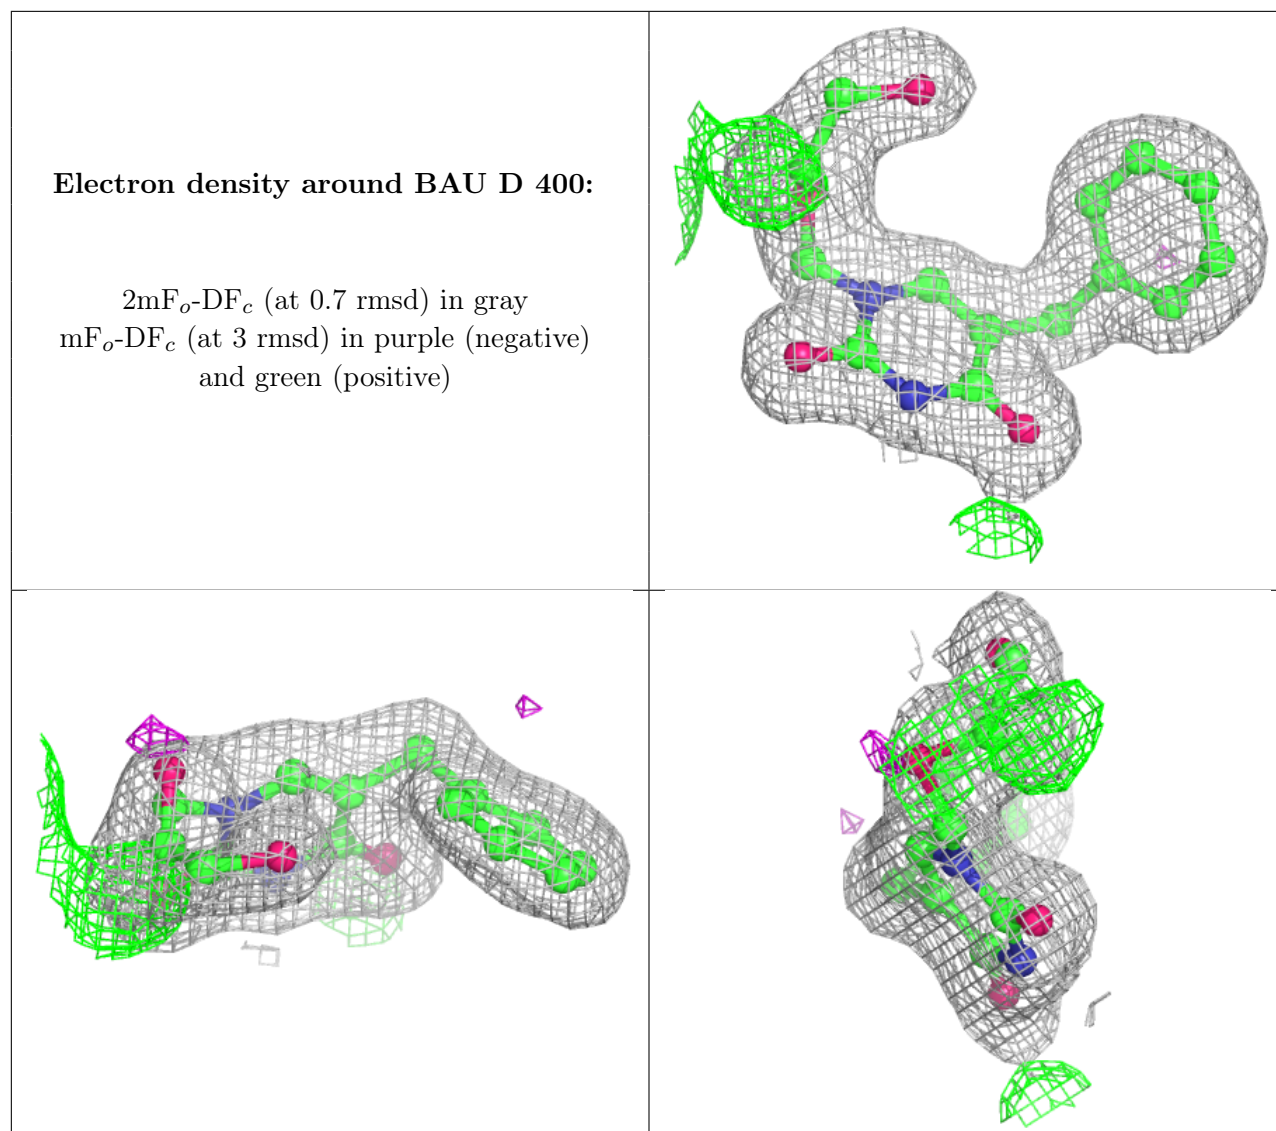 Electron density around BAU D 400:
2mFₒ-DF𝑐 (at 0.7 rmsd) in gray
mFₒ-DF𝑐 (at 3 rmsd) in purple (negative)
and green (positive)